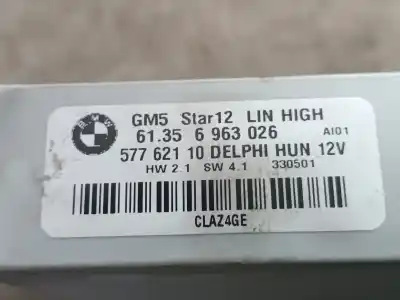 BMW
GM5 Star12 LIN HIGH
61.35 6 963 026 AI01
577 621 10 DELPHI HUN 12V
HW 2.1 SW 4.1 330501
CLAZ4GE